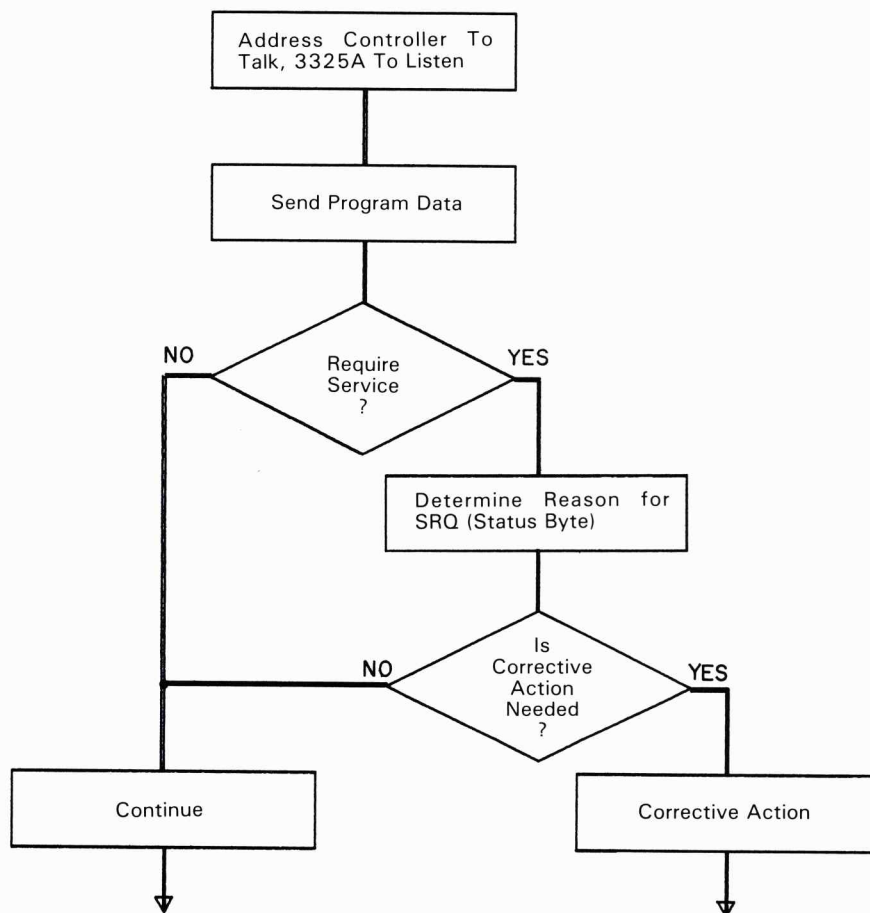 Address Controller To
Talk, 3325A To Listen
Send Program Data
NO
YES
Require
Service
?
Determine Reason for
SRQ (Status Byte)
NO
YES
Is
Corrective
Action
Needed
?
Continue
Corrective Action